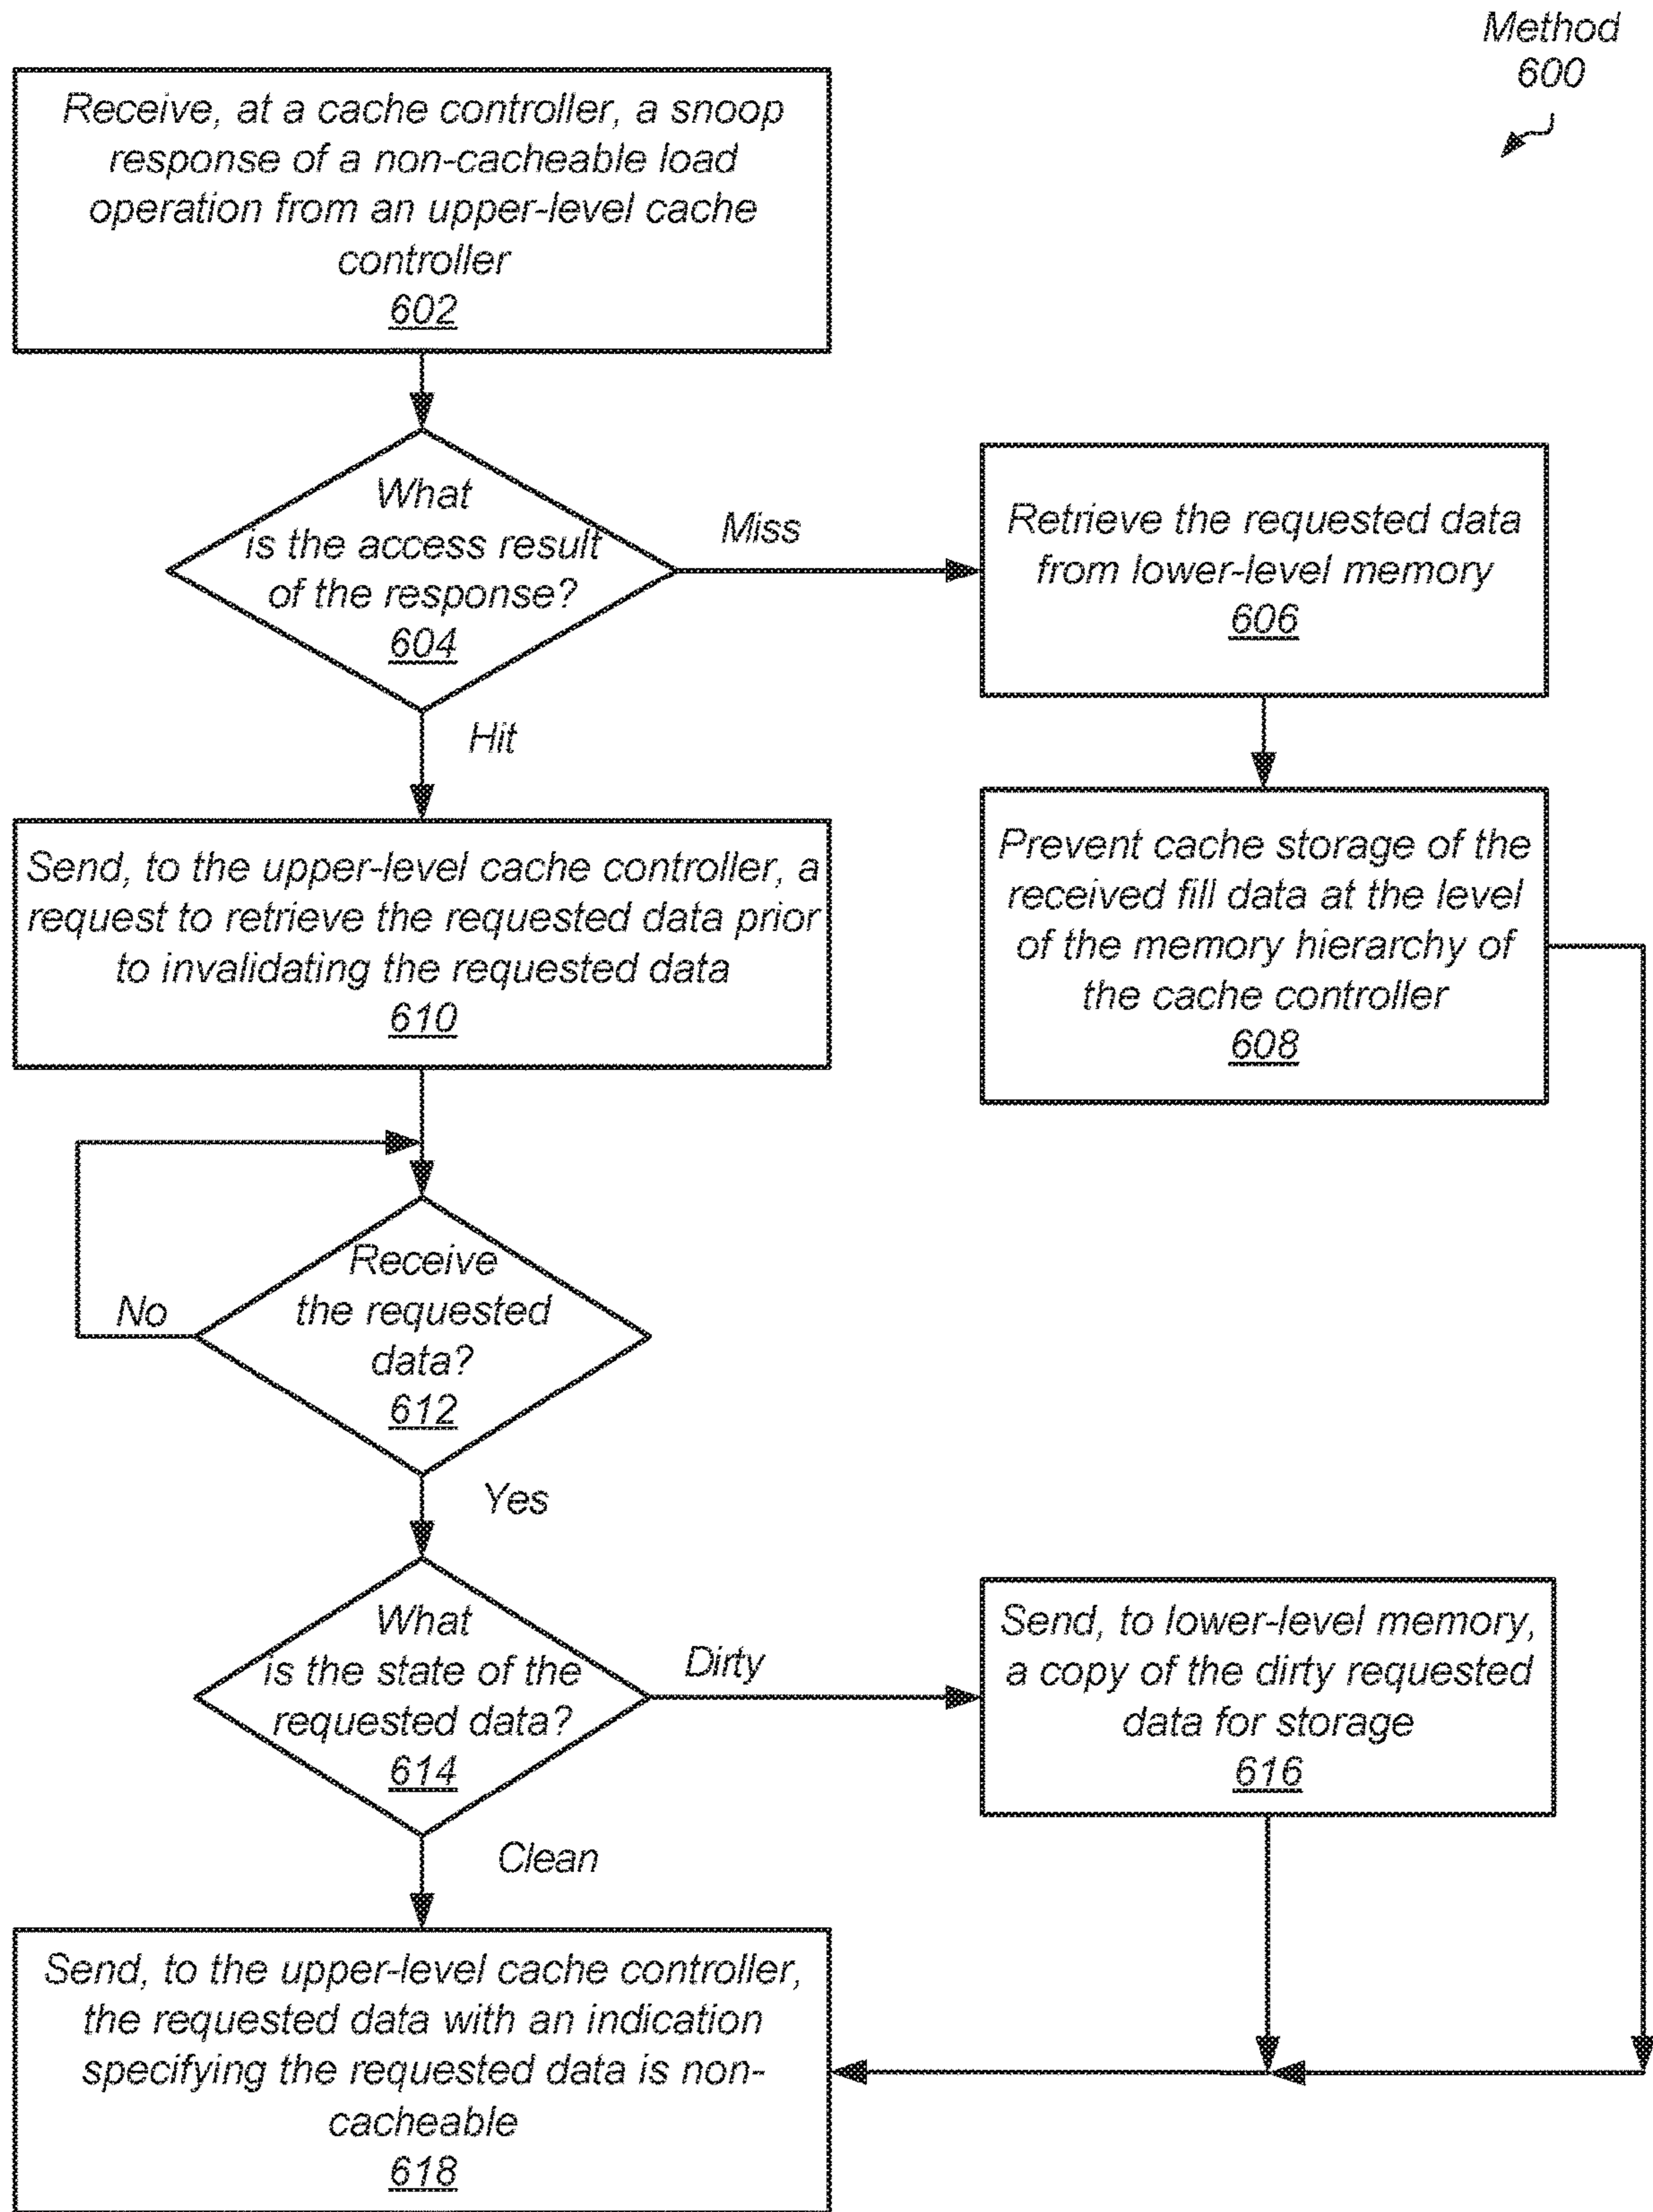 Method
600
Receive, at a cache controller, a snoop
response of a non-cacheable load
operation from an upper-level cache
controller
602
What
is the access result
of the response?
604
Miss
Retrieve the requested data
from lower-level memory
606
Hit
Prevent cache storage of the
received fill data at the level
of the memory hierarchy of
the cache controller
608
Send, to the upper-level cache controller, a
request to retrieve the requested data prior
to invalidating the requested data
610
Receive
the requested
data?
612
No
Yes
What
is the state of the
requested data?
614
Dirty
Send, to lower-level memory,
a copy of the dirty requested
data for storage
616
Clean
Send, to the upper-level cache controller,
the requested data with an indication
specifying the requested data is non-
cacheable
618